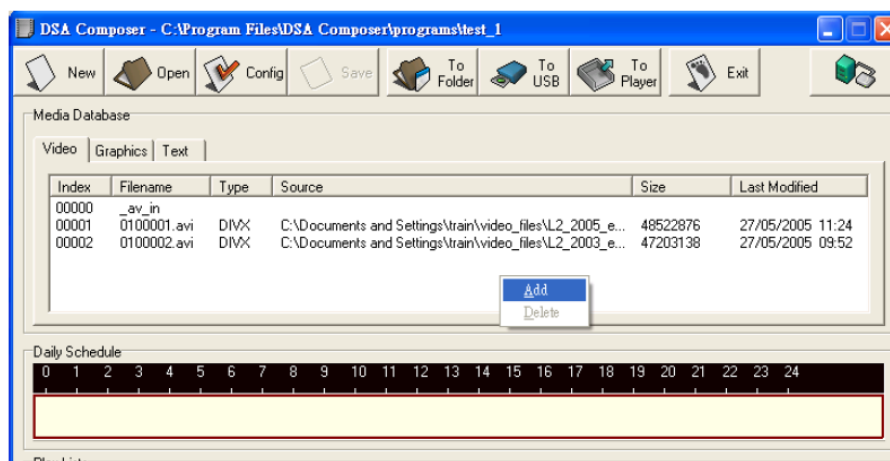 DSA Composer - C:\Program Files\DSA Composer\programs\test_1
New Open Config Save To Folder To USB To Player Exit
Media Database
Video Graphics Text
Index Filename Type Source Size Last Modified
00000 _av_in
00001 0100001.avi DIVX C:\Documents and Settings\train\video_files\L2_2005_e... 48522876 27/05/2005 11:24
00002 0100002.avi DIVX C:\Documents and Settings\train\video_files\L2_2003_e... 47203138 27/05/2005 09:52
Add
Delete
Daily Schedule
0 1 2 3 4 5 6 7 8 9 10 11 12 13 14 15 16 17 18 19 20 21 22 23 24